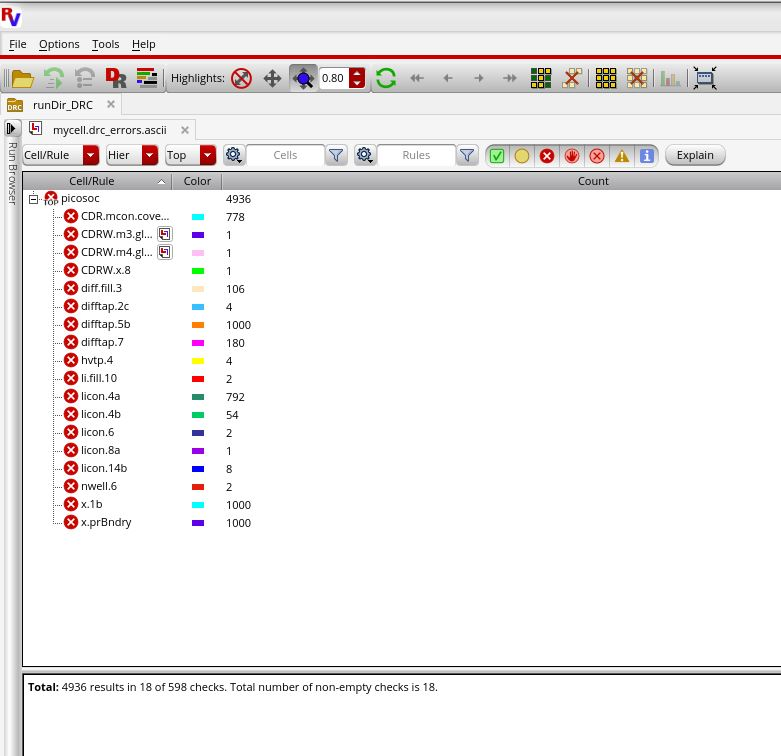 RV
File Options Tools Help
DR Highlights: 0.80
DRC runDir_DRC
mycell.drc_errors.ascii
Run Browser
Cell/Rule Hier Top Cells Rules Explain
Cell/Rule Color Count
TOP picosoc 4936
CDR.mcon.cove... 778
CDRW.m3.gl... 1
CDRW.m4.gl... 1
CDRW.x.8 1
diff.fill.3 106
difftap.2c 4
difftap.5b 1000
difftap.7 180
hvtp.4 4
li.fill.10 2
licon.4a 792
licon.4b 54
licon.6 2
licon.8a 1
licon.14b 8
nwell.6 2
x.1b 1000
x.prBndry 1000
Total: 4936 results in 18 of 598 checks. Total number of non-empty checks is 18.